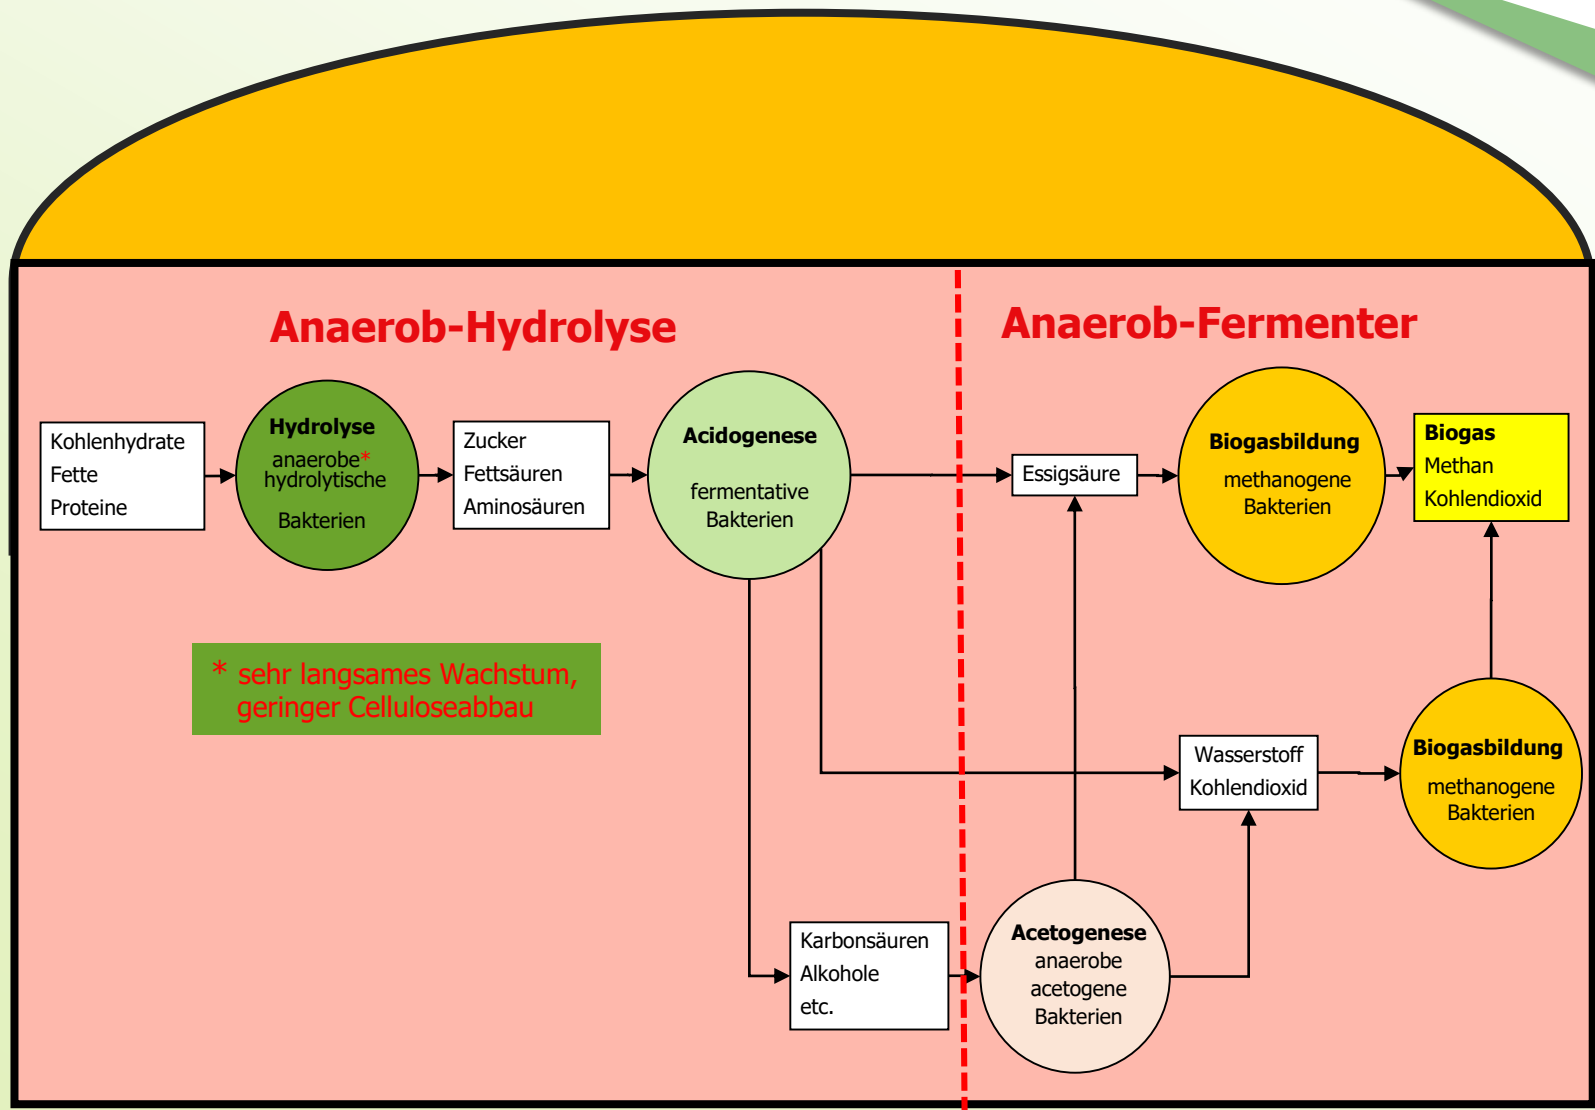 Anaerob-Hydrolyse
Anaerob-Fermenter
Kohlenhydrate
Fette
Proteine
Hydrolyse
anaerobe*
hydrolytische
Bakterien
Zucker
Fettsäuren
Aminosäuren
Acidogenese
fermentative
Bakterien
Essigsäure
Biogasbildung
methanogene
Bakterien
Biogas
Methan
Kohlendioxid
* sehr langsames Wachstum,
geringer Celluloseabbau
Wasserstoff
Kohlendioxid
Biogasbildung
methanogene
Bakterien
Karbonsäuren
Alkohole
etc.
Acetogenese
anaerobe
acetogene
Bakterien